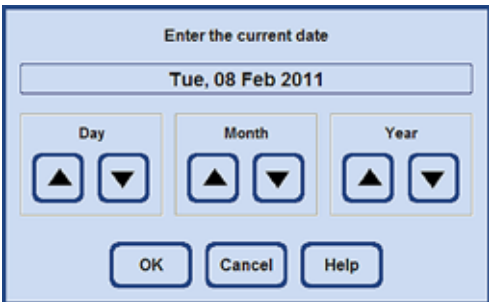 Enter the current date
Tue, 08 Feb 2011
Day Month Year
OK Cancel Help